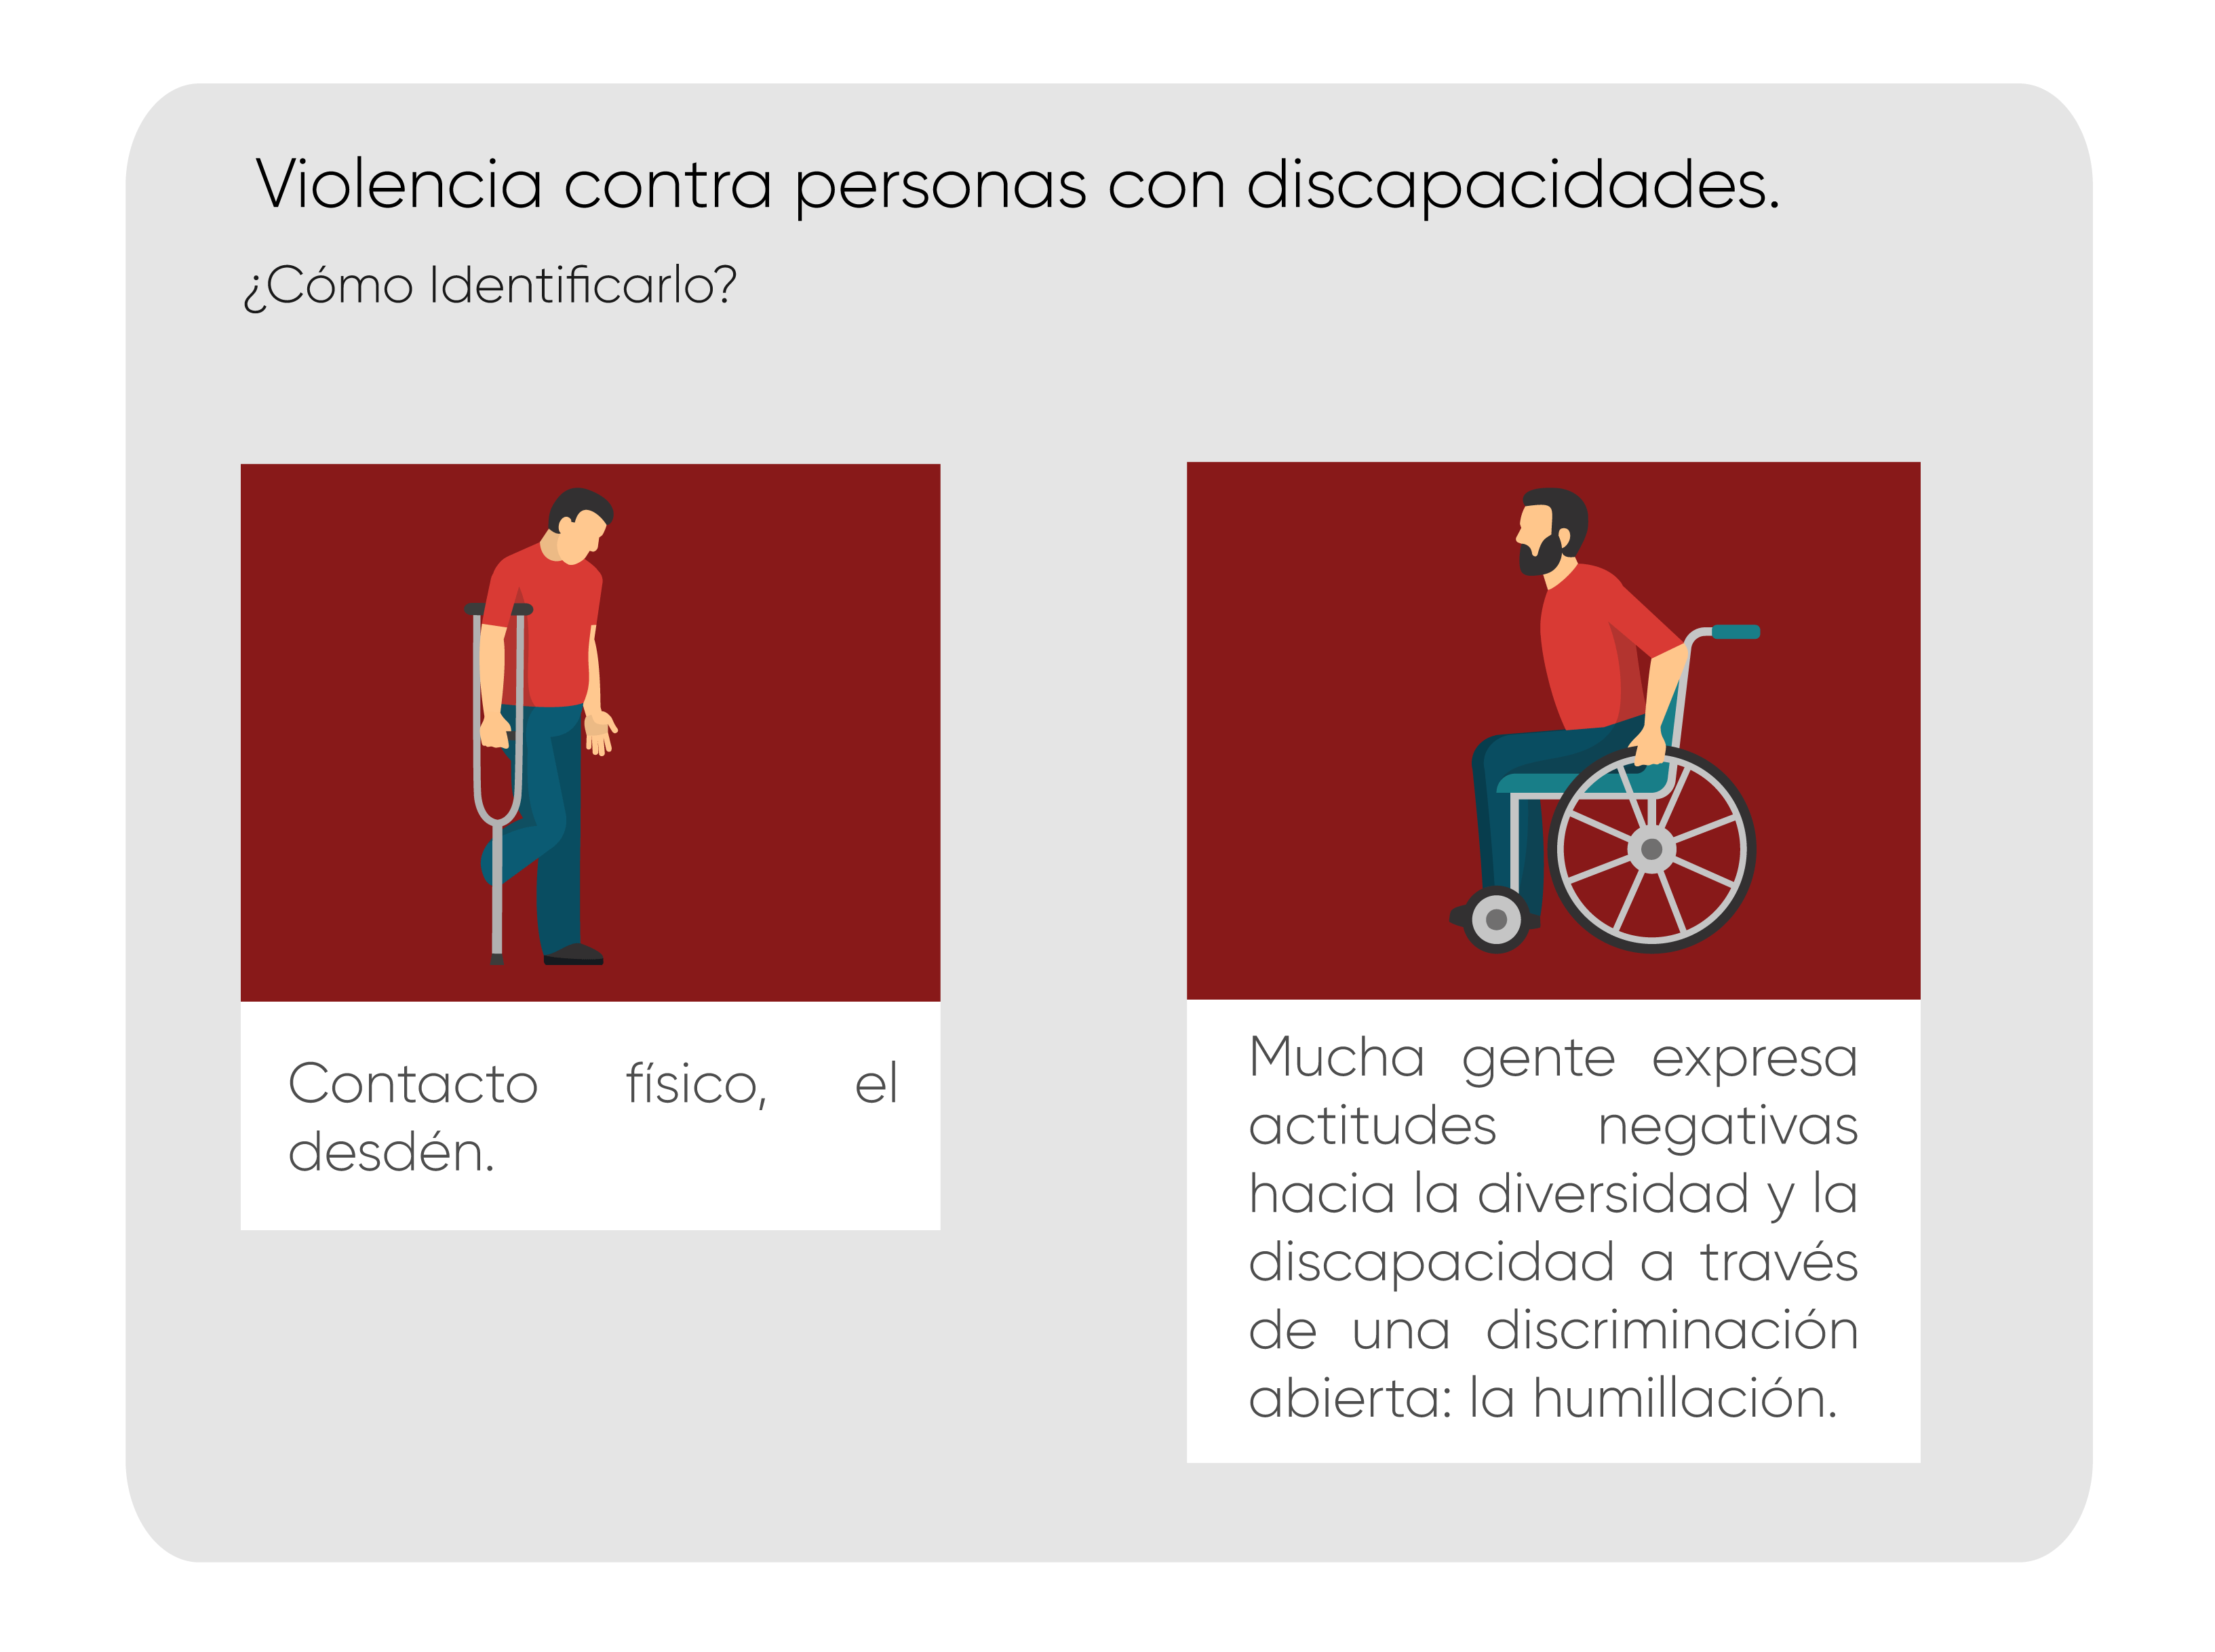 Violencia contra personas con discapacidades.
¿Cómo Identificarlo?
Contacto físico, el
desdén.
Mucha gente expresa
actitudes negativas
hacia la diversidad y la
discapacidad a través
de una discriminación
abierta: la humillación.